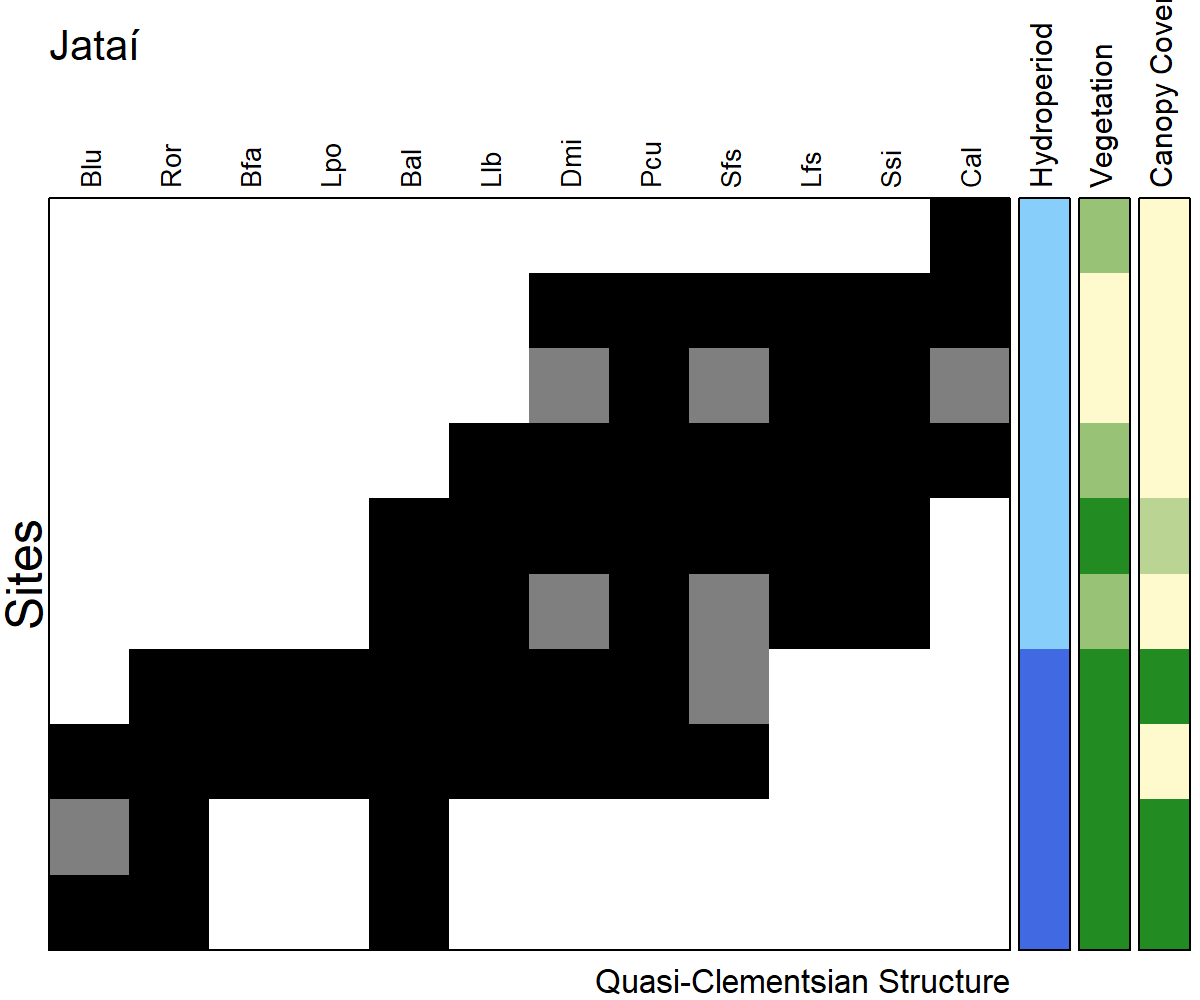 Jataí
Blu
Ror
Bfa
Lpo
Bal
Llb
Dmi
Pcu
Sfs
Lfs
Ssi
Cal
Hydroperiod
Vegetation
Canopy Cover
Sites
Quasi-Clementsian Structure